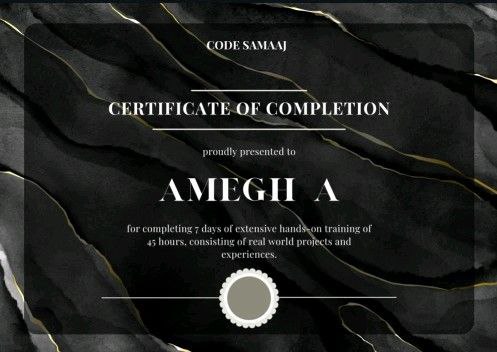 CODE SAMAAJ
CERTIFICATE OF COMPLETION
proudly presented to
AMEGH A
for completing 7 days of extensive hands-on training of
45 hours, consisting of real world projects and
experiences.